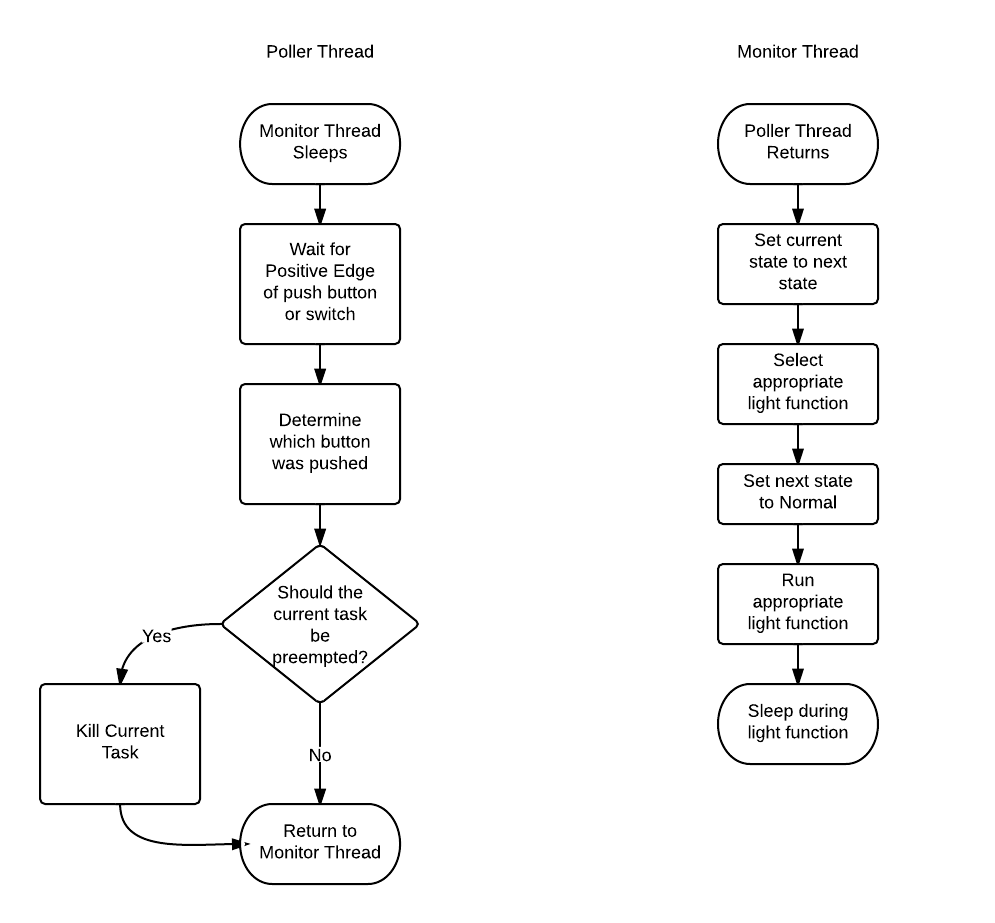 Poller Thread
Monitor Thread
Sleeps
Wait for
Positive Edge
of push button
or switch
Determine
which button
was pushed
Should the
current task
be
preempted?
Yes
Kill Current
Task
No
Return to
Monitor Thread
Monitor Thread
Poller Thread
Returns
Set current
state to next
state
Select
appropriate
light function
Set next state
to Normal
Run
appropriate
light function
Sleep during
light function